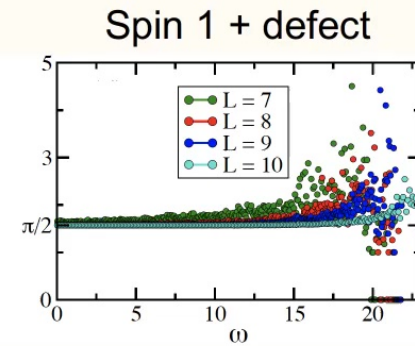 Spin 1 + defect
5
L = 7
L = 8
3
L = 9
L = 10
π/2
0
0 5 10 15 20
ω